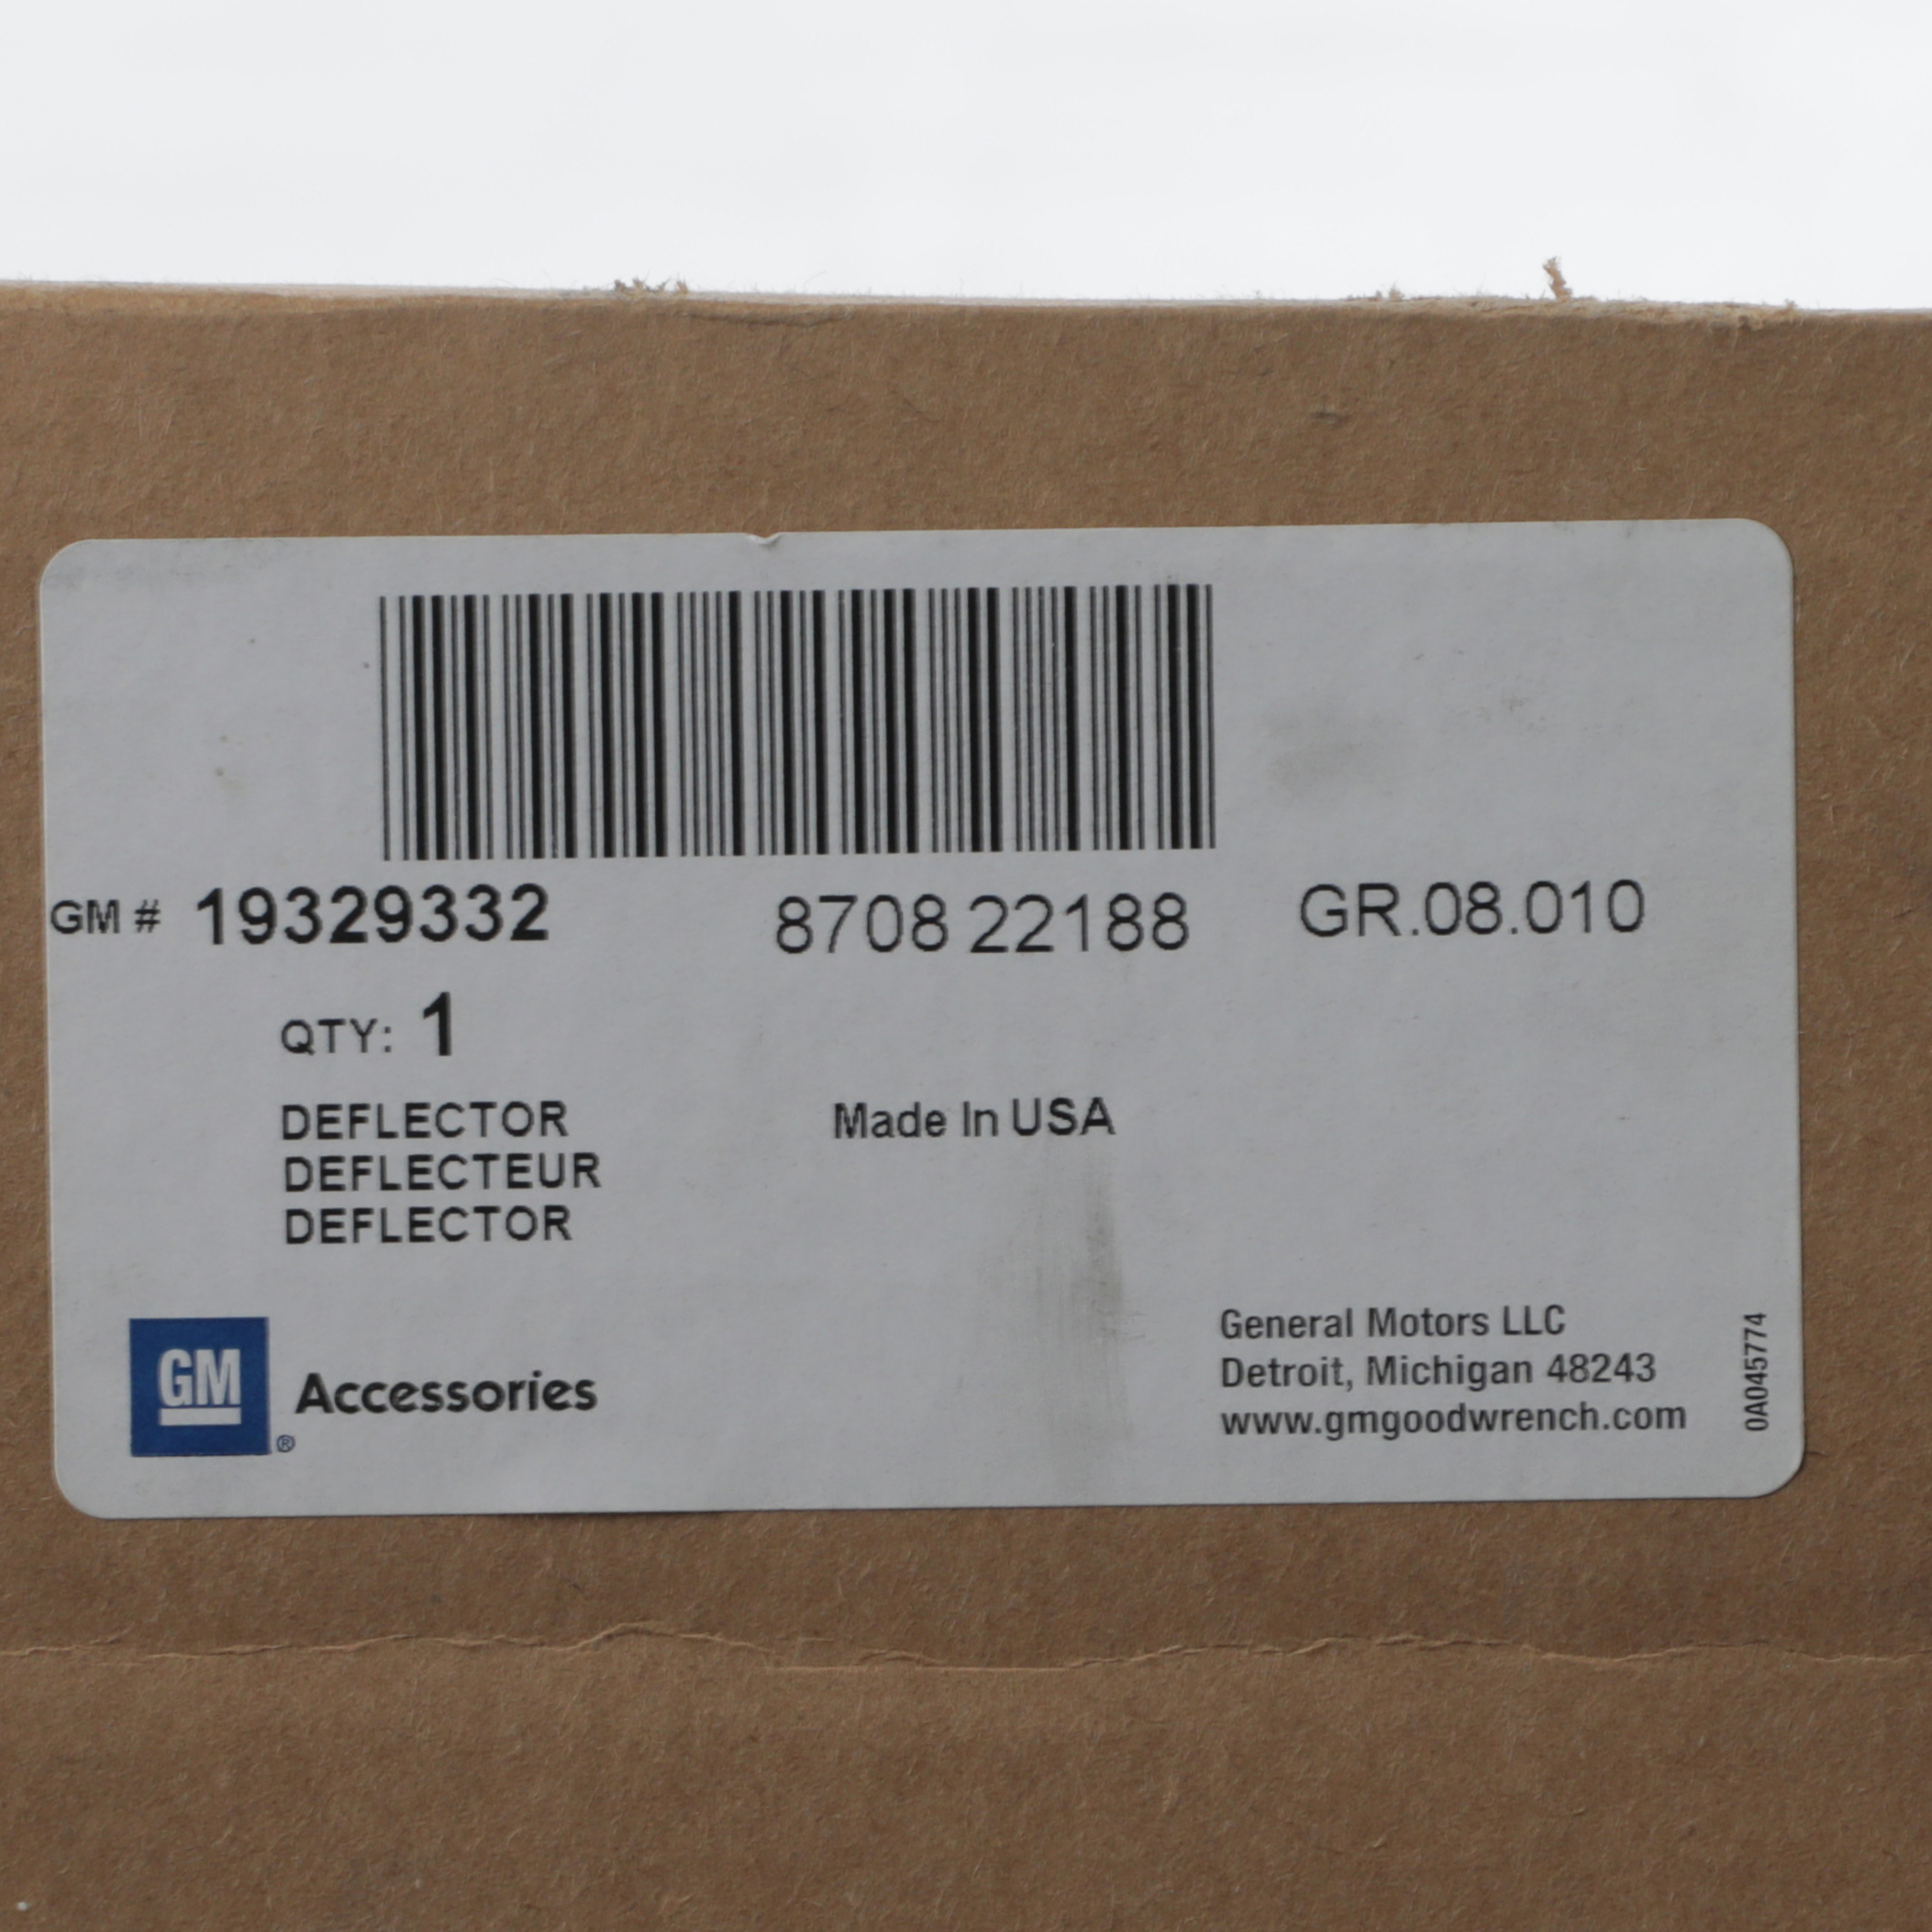 GM # 19329332 8708 22188 GR.08.010
QTY: 1
DEFLECTOR Made In USA
DEFLECTEUR
DEFLECTOR
GM ® Accessories
General Motors LLC
Detroit, Michigan 48243
www.gmgoodwrench.com
0A045774